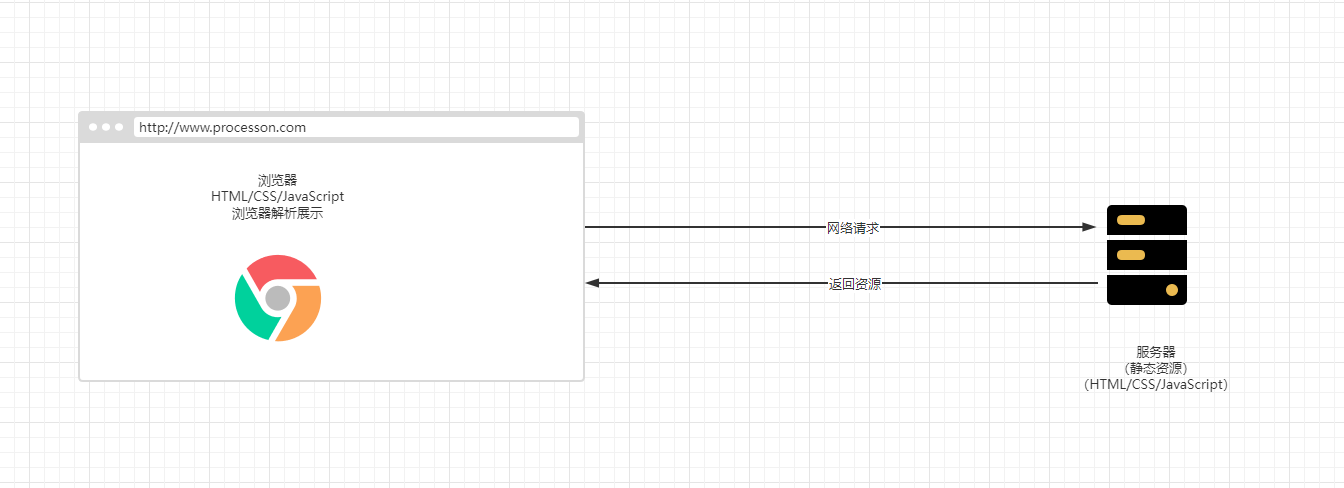 http://www.processon.com
浏览器
HTML/CSS/JavaScript
浏览器解析展示
网络请求
返回资源
服务器
（静态资源）
（HTML/CSS/JavaScript）